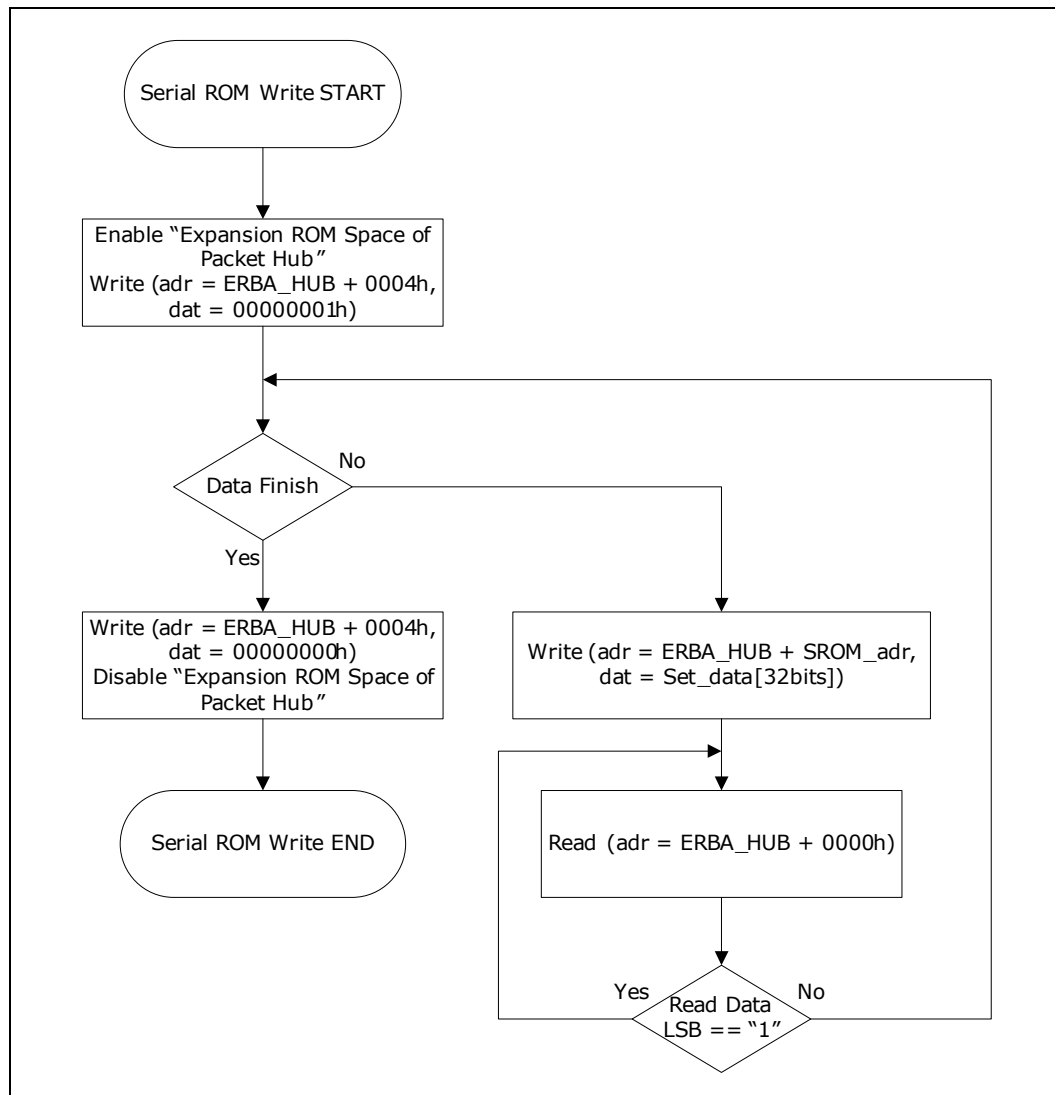 Serial ROM Write START
Enable “Expansion ROM Space of
Packet Hub”
Write (adr = ERBA_HUB + 0004h,
dat = 00000001h)
No
Data Finish
Yes
Write (adr = ERBA_HUB + 0004h,
dat = 00000000h)
Disable “Expansion ROM Space of
Packet Hub”
Write (adr = ERBA_HUB + SROM_adr,
dat = Set_data[32bits])
Serial ROM Write END
Read (adr = ERBA_HUB + 0000h)
Yes
No
Read Data
LSB == “1”